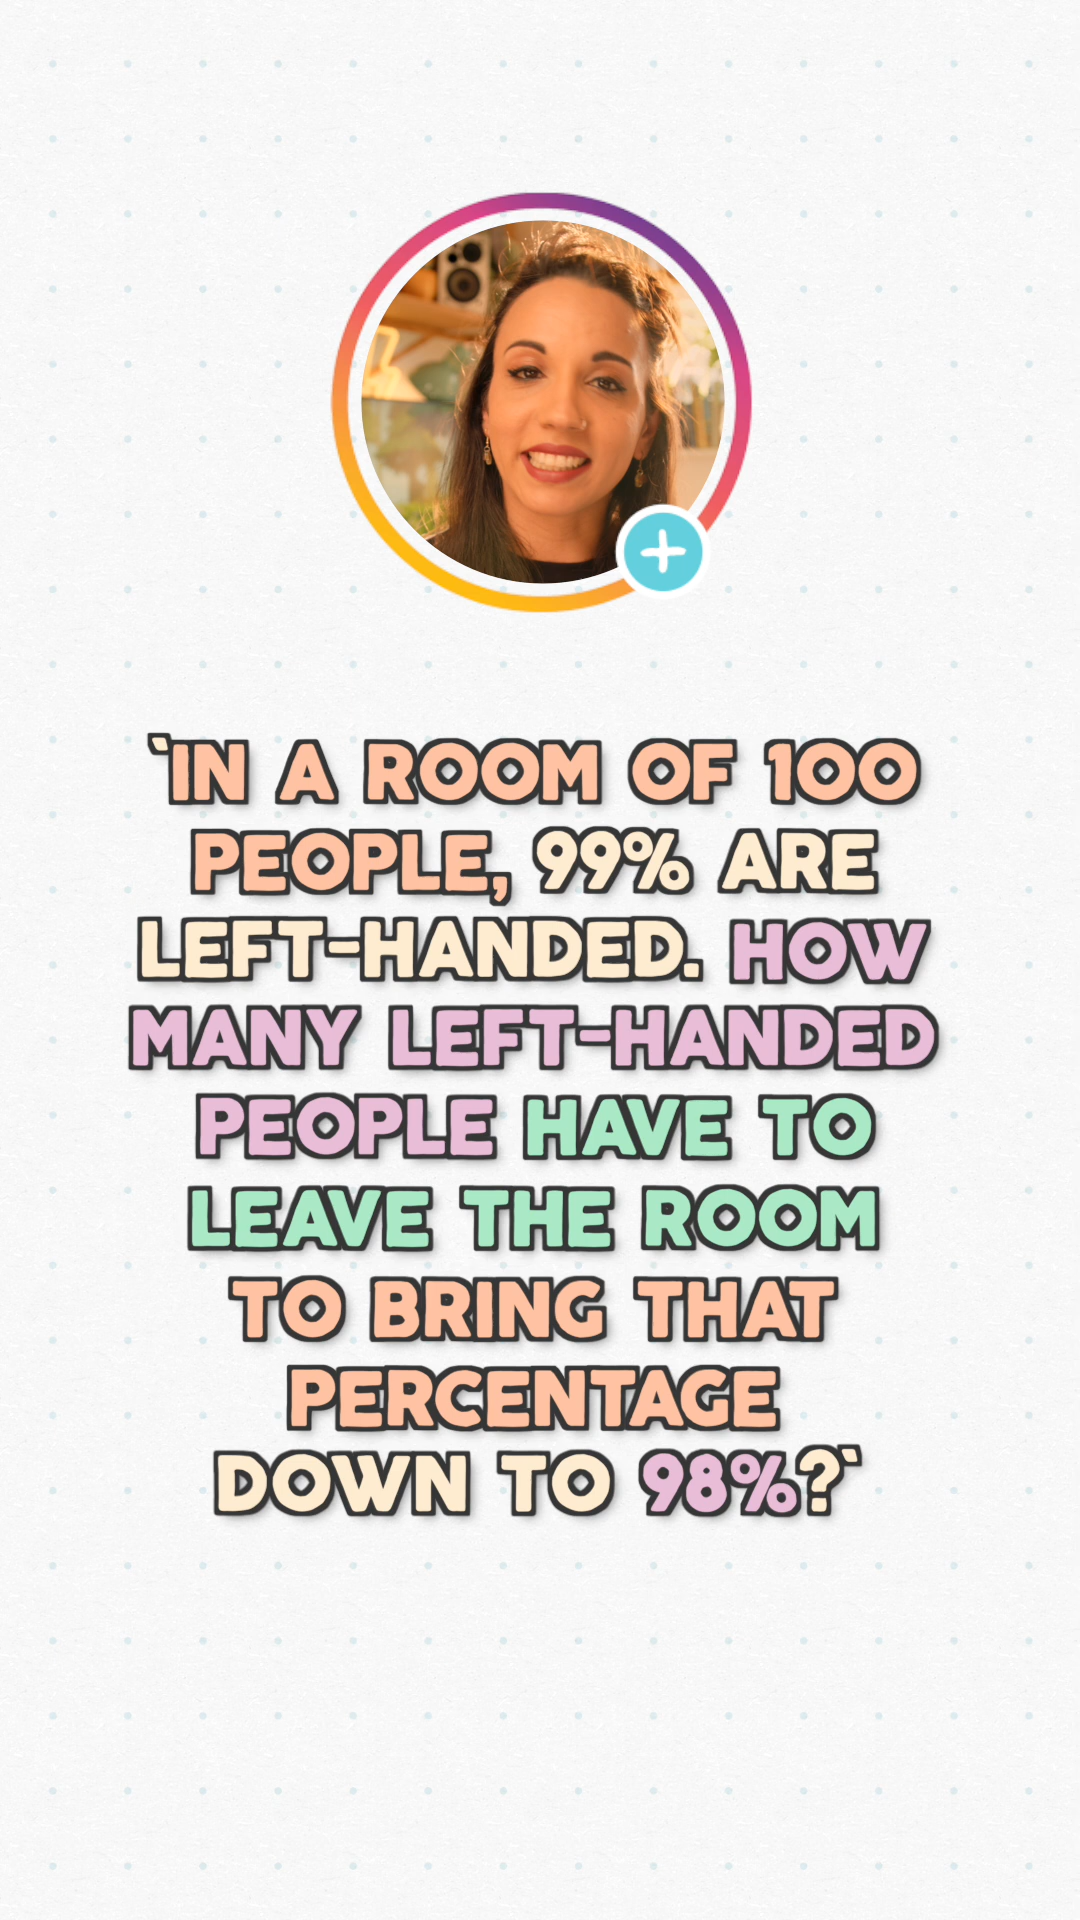 `IN A ROOM OF 100
PEOPLE, 99% ARE
LEFT-HANDED. HOW
MANY LEFT-HANDED
PEOPLE HAVE TO
LEAVE THE ROOM
TO BRING THAT
PERCENTAGE
DOWN TO 98%?`